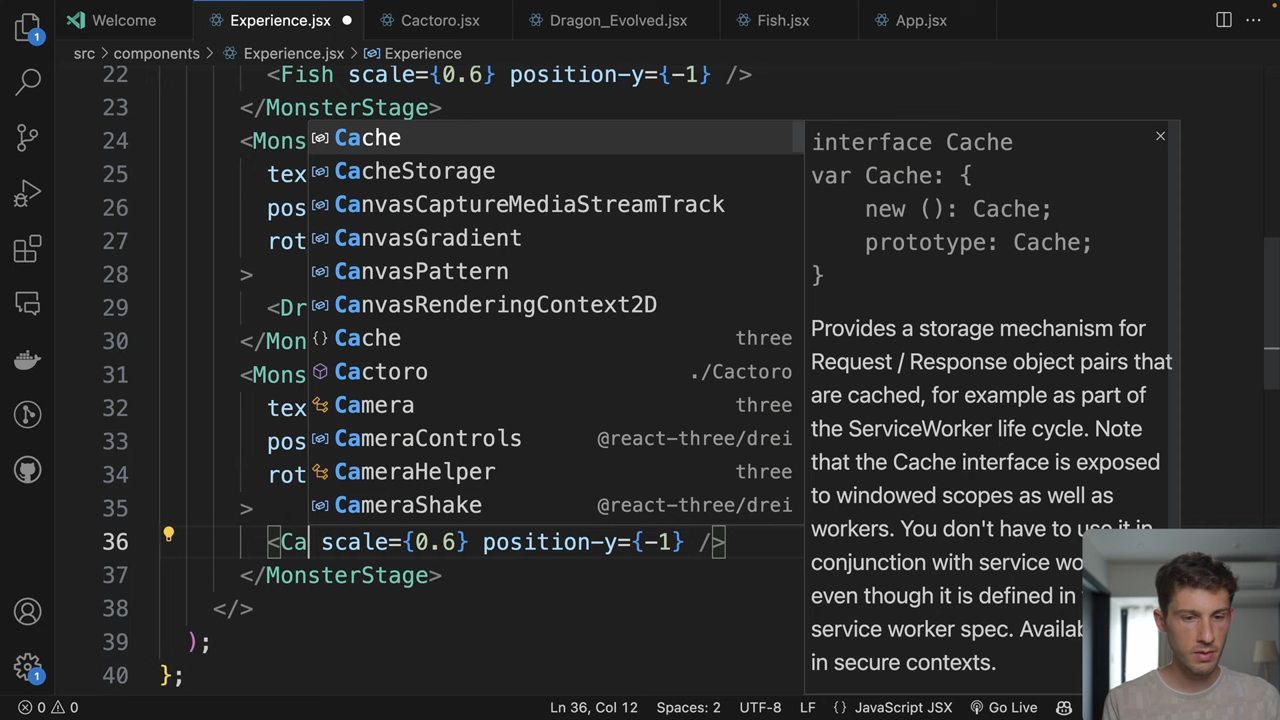 Welcome
Experience.jsx
Cactoro.jsx
Dragon_Evolved.jsx
Fish.jsx
App.jsx
1
src > components > Experience.jsx > Experience
22 <Fish scale={0.6} position-y={-1} />
23 </MonsterStage>
24 <Mons
25 tex
26 pos
27 rot
28 >
29 <Dr
30 </Mon
31 <Mons
32 tex
33 pos
34 rot
35 >
36 <Ca scale={0.6} position-y={-1} />
37 </MonsterStage>
38 </>
39 );
40 };
Cache
CacheStorage
CanvasCaptureMediaStreamTrack
CanvasGradient
CanvasPattern
CanvasRenderingContext2D
Cache three
Cactoro ./Cactoro
Camera three
CameraControls @react-three/drei
CameraHelper three
CameraShake @react-three/drei
interface Cache
var Cache: {
new (): Cache;
prototype: Cache;
}
Provides a storage mechanism for
Request / Response object pairs that
are cached, for example as part of
the ServiceWorker life cycle. Note
that the Cache interface is exposed
to windowed scopes as well as
workers. You don't have to use it in
conjunction with service wo
even though it is defined in
service worker spec. Availab
in secure contexts.
1
0 0
Ln 36, Col 12
Spaces: 2
UTF-8
LF
{} JavaScript JSX
Go Live